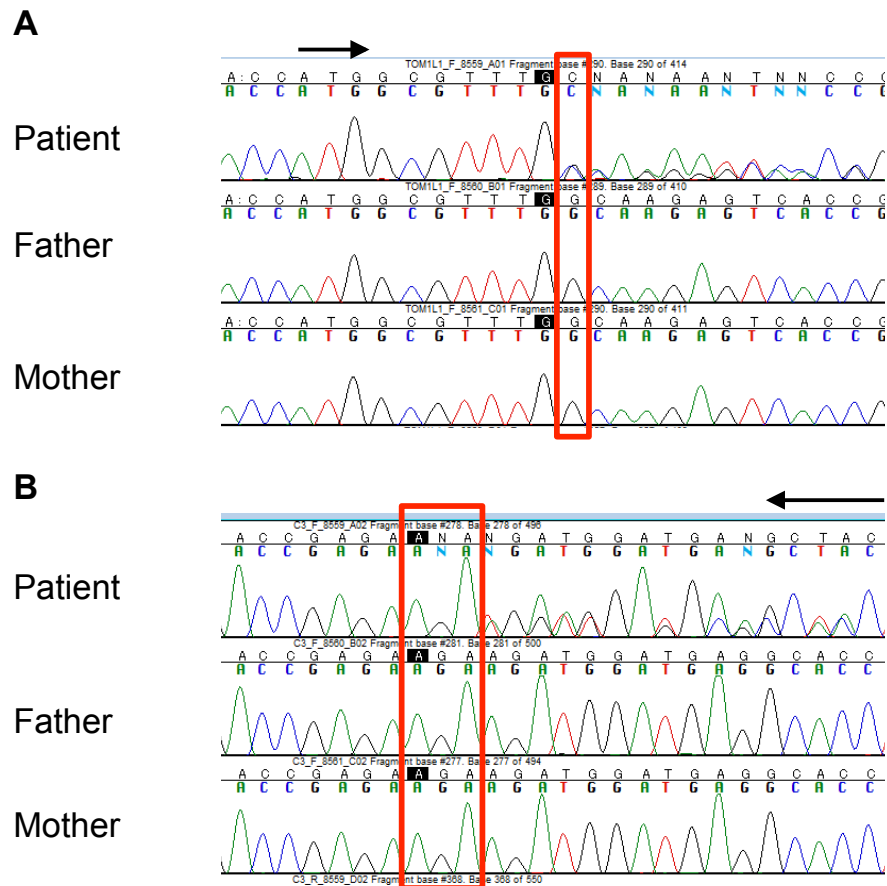 A
TOM1L1_F_8559_A01 Fragment base #290. Base 290 of 414
A:C C A T G G C G T T T G C N A N A A N T N N C C G
A C C A T G G C G T T T G C N A N A A N T N N C C
Patient
TOM1L1_F_8560_B01 Fragment base #289. Base 289 of 410
A:C C A T G G C G T T T G G C A A G A G T C A C C G
A C C A T G G C G T T T G G C A A G A G T C A C C G
Father
TOM1L1_F_8561_C01 Fragment base #290. Base 290 of 411
A:C C A T G G C G T T T G G C A A G A G T C A C C G
A C C A T G G C G T T T G G C A A G A G T C A C C G
Mother
B
C3_F_8559_A02 Fragment base #278. Base 278 of 496
A C C G A G A A N A N G A T G G A T G A N G C T A C
A C C G A G A A N A N G A T G G A T G A N G C T A C
Patient
C3_F_8560_B02 Fragment base #281. Base 281 of 500
A C C G A G A A G A A G A T G G A T G A G G C A C C
A C C G A G A A G A A G A T G G A T G A G G C A C C
Father
C3_F_8561_C02 Fragment base #277. Base 277 of 494
A C C G A G A A G A A G A T G G A T G A G G C A C C
A C C G A G A A G A A G A T G G A T G A G G C A C C
Mother
C3_R_8559_D02 Fragment base #368. Base 368 of 550